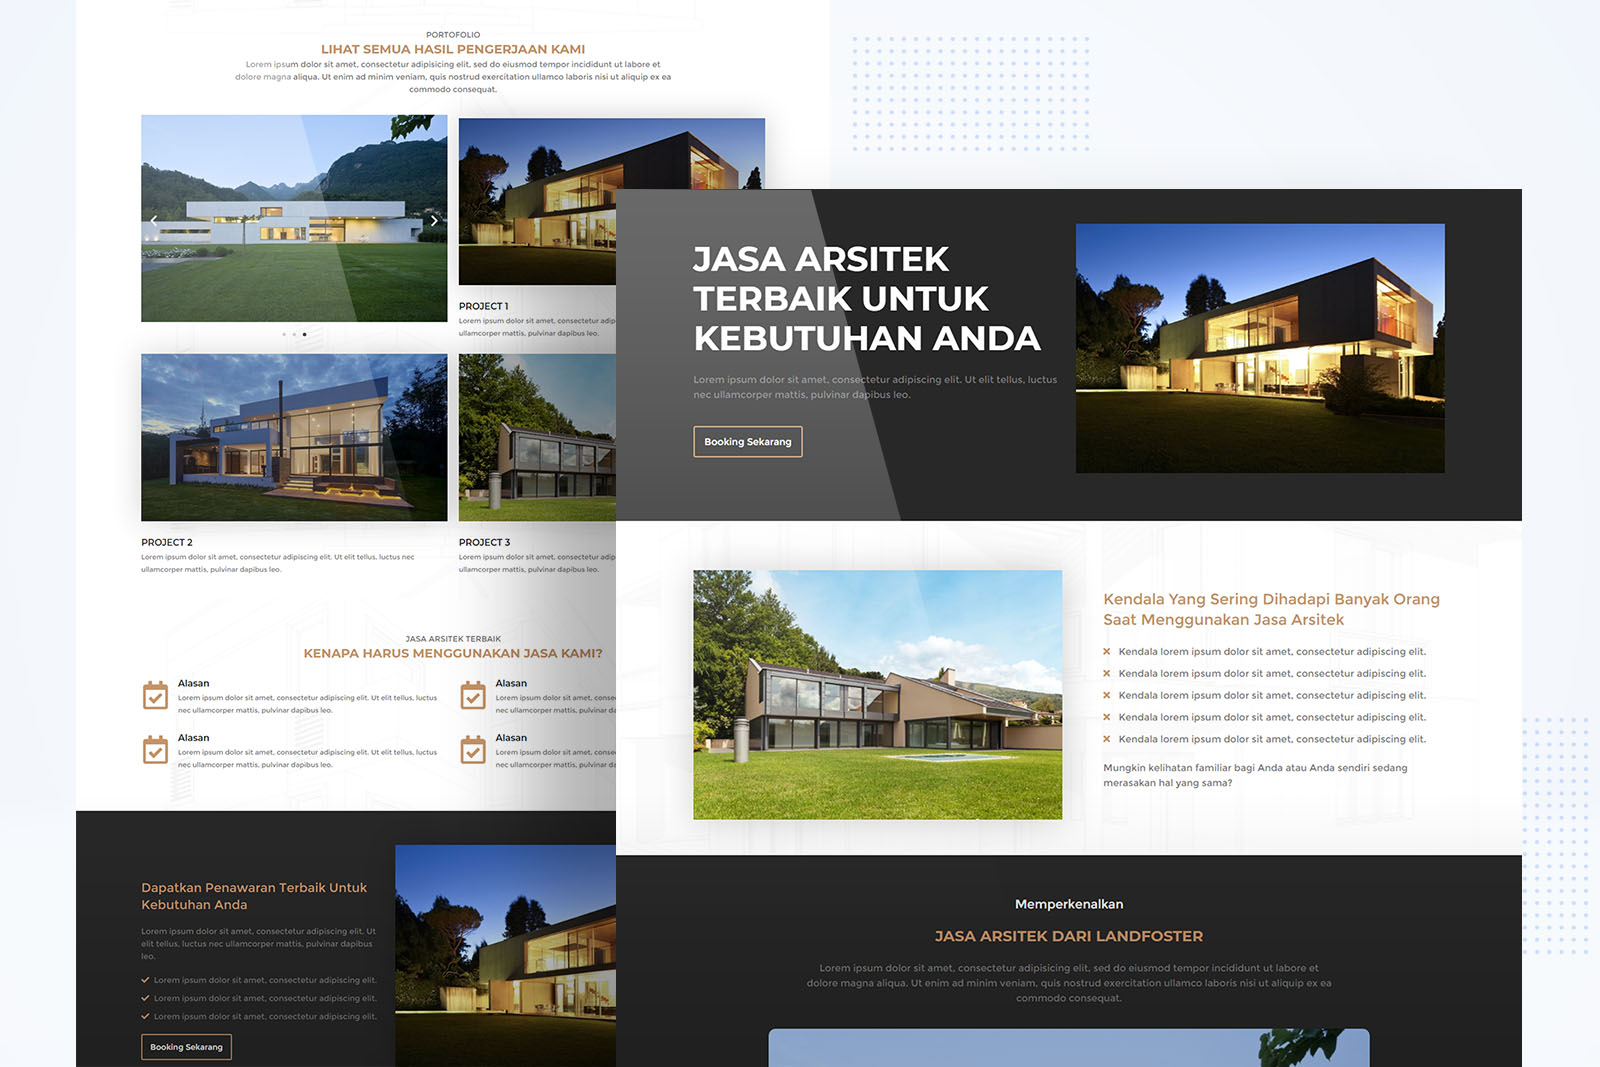 PORTOFOLIO
LIHAT SEMUA HASIL PENGERJAAN KAMI
Lorem ipsum dolor sit amet, consectetur adipisicing elit, sed do eiusmod tempor incididunt ut labore et
dolore magna aliqua. Ut enim ad minim veniam, quis nostrud exercitation ullamco laboris nisi ut aliquip ex ea
commodo consequat.
PROJECT 1
Lorem ipsum dolor sit amet, consectetur adip
ullamcorper mattis, pulvinar dapibus leo.
PROJECT 2
Lorem ipsum dolor sit amet, consectetur adipiscing elit. Ut elit tellus, luctus nec
ullamcorper mattis, pulvinar dapibus leo.
PROJECT 3
Lorem ipsum dolor sit amet, consectetur adip
ullamcorper mattis, pulvinar dapibus leo.
JASA ARSITEK TERBAIK
KENAPA HARUS MENGGUNAKAN JASA KAMI?
Alasan
Lorem ipsum dolor sit amet, consectetur adipiscing elit. Ut elit tellus, luctus
nec ullamcorper mattis, pulvinar dapibus leo.
Alasan
Lorem ipsum dolor sit amet, conse
nec ullamcorper mattis, pulvinar da
Alasan
Lorem ipsum dolor sit amet, consectetur adipiscing elit. Ut elit tellus, luctus
nec ullamcorper mattis, pulvinar dapibus leo.
Alasan
Lorem ipsum dolor sit amet, conse
nec ullamcorper mattis, pulvinar da
Dapatkan Penawaran Terbaik Untuk
Kebutuhan Anda
Lorem ipsum dolor sit amet, consectetur adipiscing elit. Ut
elit tellus, luctus nec ullamcorper mattis, pulvinar dapibus
leo.
Lorem ipsum dolor sit amet, consectetur adipiscing elit.
Lorem ipsum dolor sit amet, consectetur adipiscing elit.
Lorem ipsum dolor sit amet, consectetur adipiscing elit.
Booking Sekarang
JASA ARSITEK
TERBAIK UNTUK
KEBUTUHAN ANDA
Lorem ipsum dolor sit amet, consectetur adipiscing elit. Ut elit tellus, luctus
nec ullamcorper mattis, pulvinar dapibus leo.
Booking Sekarang
Kendala Yang Sering Dihadapi Banyak Orang
Saat Menggunakan Jasa Arsitek
Kendala lorem ipsum dolor sit amet, consectetur adipiscing elit.
Kendala lorem ipsum dolor sit amet, consectetur adipiscing elit.
Kendala lorem ipsum dolor sit amet, consectetur adipiscing elit.
Kendala lorem ipsum dolor sit amet, consectetur adipiscing elit.
Kendala lorem ipsum dolor sit amet, consectetur adipiscing elit.
Mungkin kelihatan familiar bagi Anda atau Anda sendiri sedang
merasakan hal yang sama?
Memperkenalkan
JASA ARSITEK DARI LANDFOSTER
Lorem ipsum dolor sit amet, consectetur adipisicing elit, sed do eiusmod tempor incididunt ut labore et
dolore magna aliqua. Ut enim ad minim veniam, quis nostrud exercitation ullamco laboris nisi ut aliquip ex ea
commodo consequat.